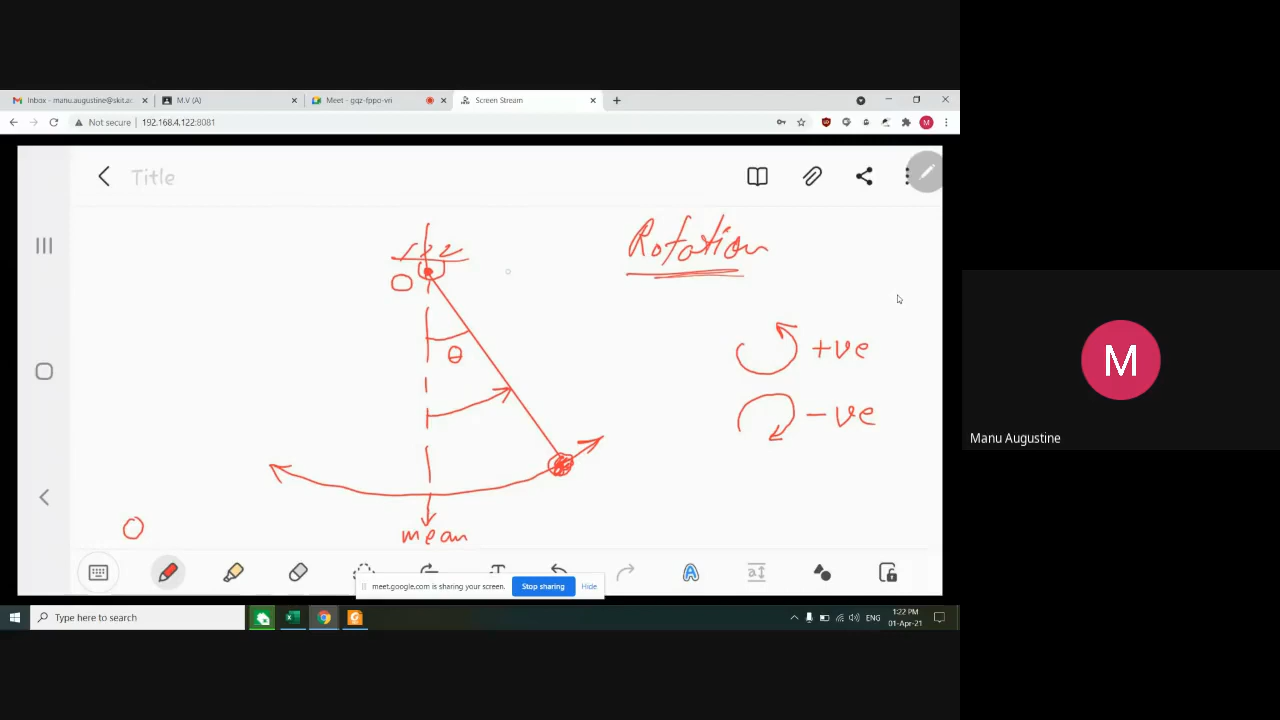 Inbox - manu.augustine@skit.ac
M.V (A)
Meet - gqz-fppo-vri
Screen Stream
Not secure | 192.168.4.122:8081
Title
Rotation
O
θ
+ve
-ve
mean
O
Manu Augustine
M
meet.google.com is sharing your screen.
Stop sharing
Hide
Type here to search
ENG
1:22 PM
01-Apr-21